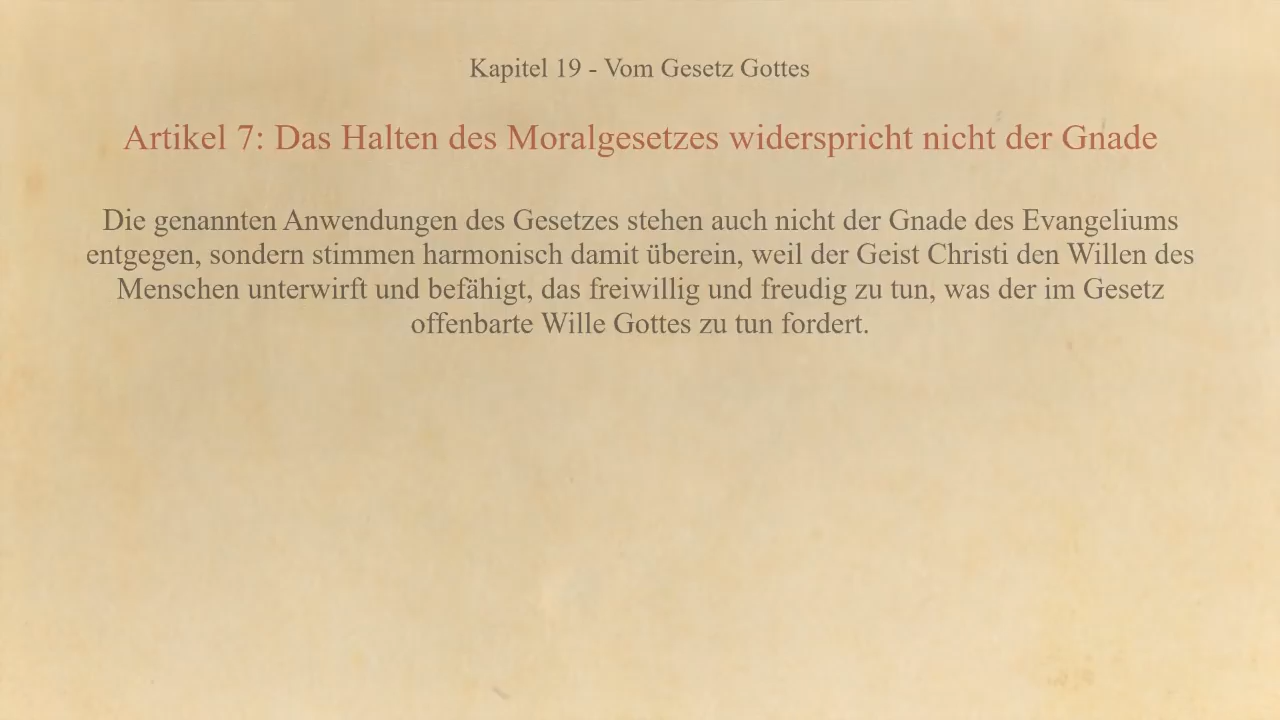 Kapitel 19 - Vom Gesetz Gottes
Artikel 7: Das Halten des Moralgesetzes widerspricht nicht der Gnade
Die genannten Anwendungen des Gesetzes stehen auch nicht der Gnade des Evangeliums
entgegen, sondern stimmen harmonisch damit überein, weil der Geist Christi den Willen des
Menschen unterwirft und befähigt, das freiwillig und freudig zu tun, was der im Gesetz
offenbarte Wille Gottes zu tun fordert.